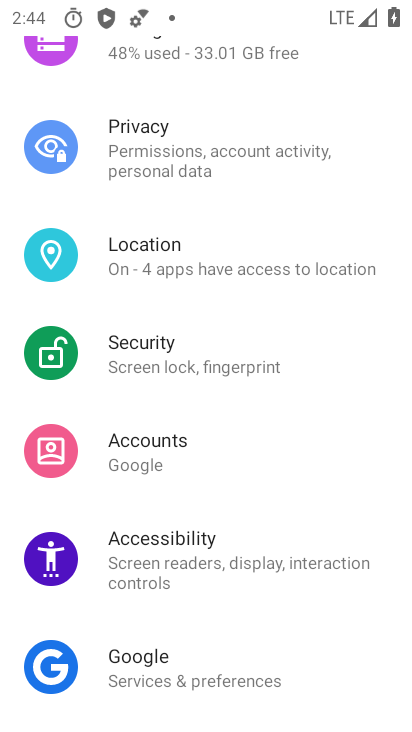 2:44
LTE
48% used - 33.01 GB free
Privacy
Permissions, account activity,
personal data
Location
On - 4 apps have access to location
Security
Screen lock, fingerprint
Accounts
Google
Accessibility
Screen readers, display, interaction
controls
Google
Services & preferences